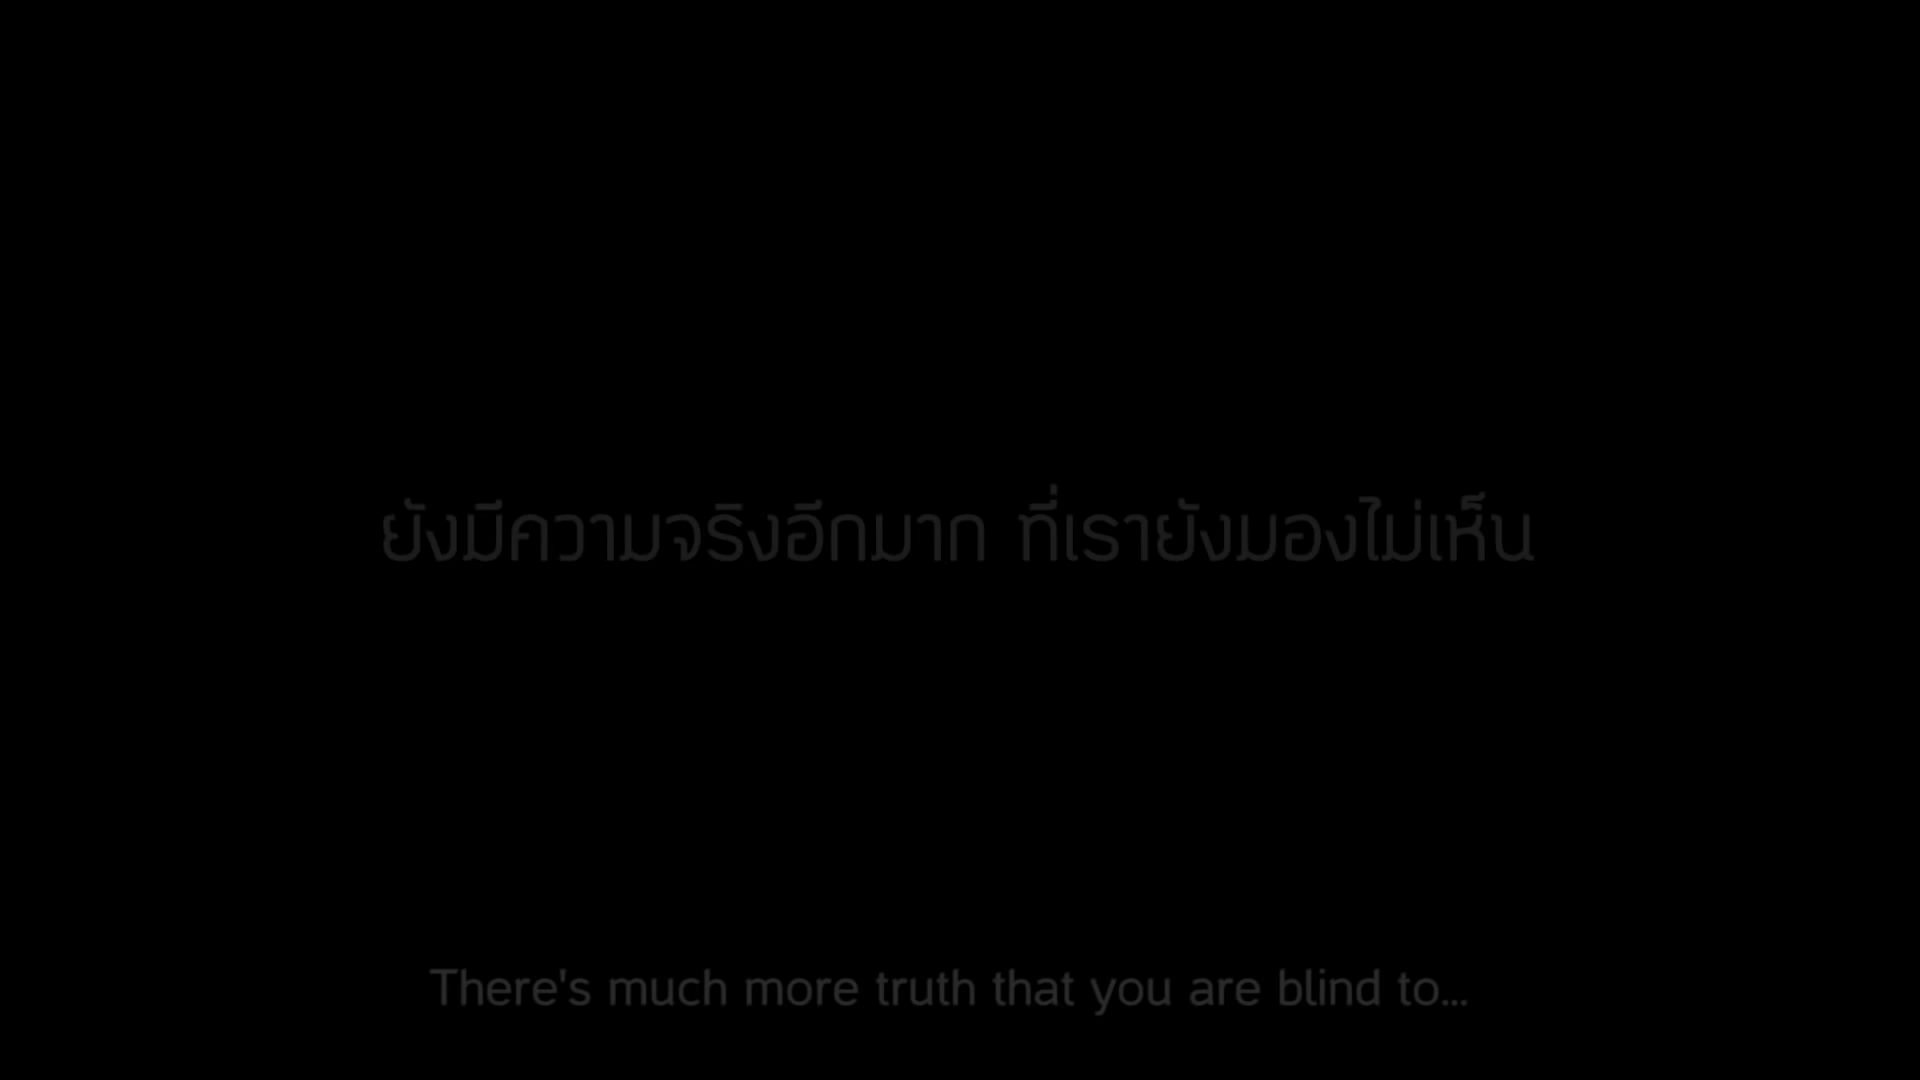 ยังมีความจริงอีกมาก ที่เรายังมองไม่เห็น
There's much more truth that you are blind to...